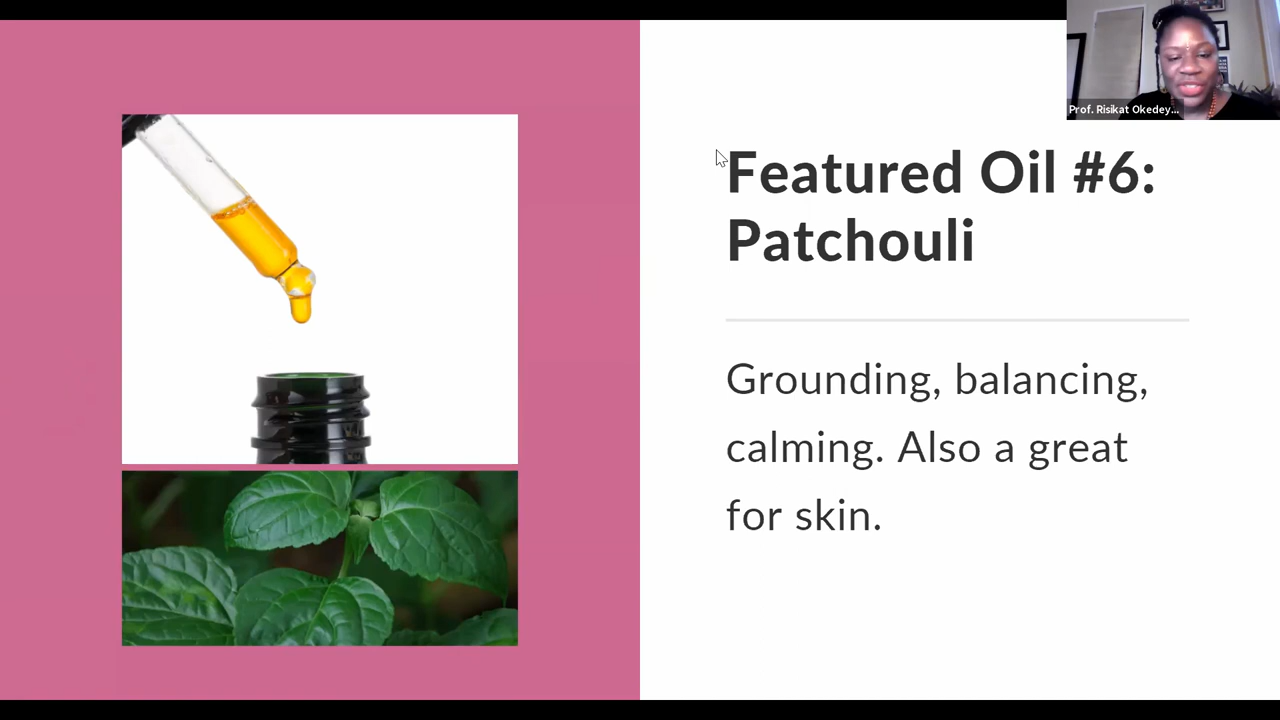 Prof. Risikat Okedey...
Featured Oil #6:
Patchouli
Grounding, balancing,
calming. Also a great
for skin.